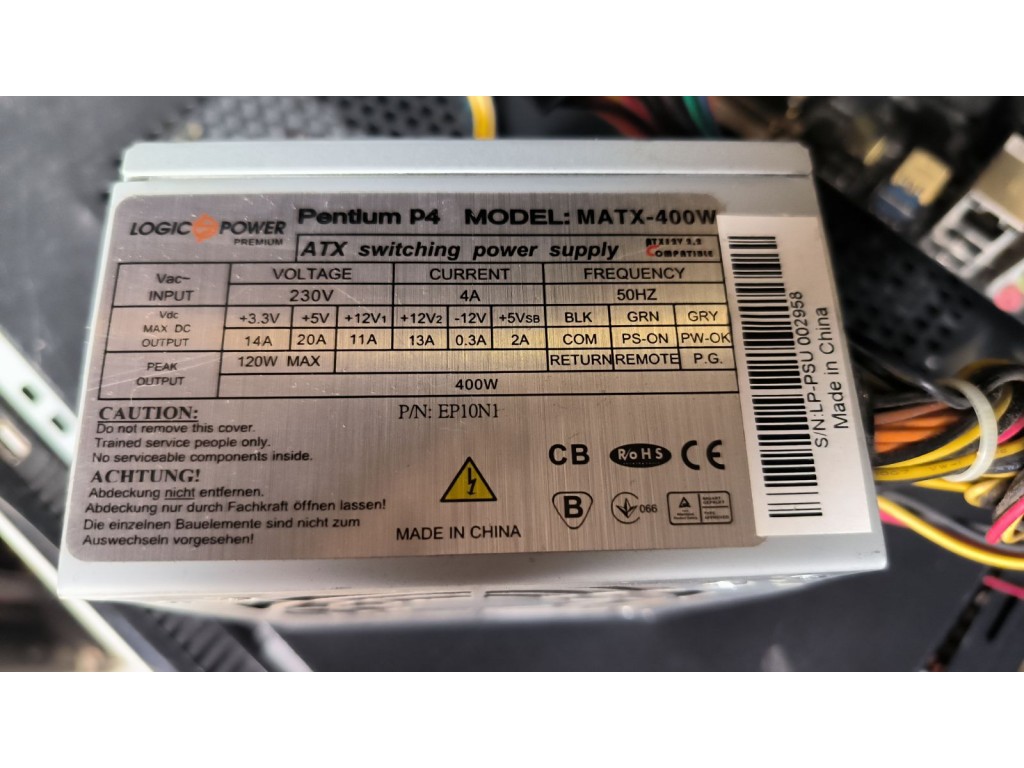 LOGIC POWER
PREMIUM
Pentium P4 MODEL: MATX-400W
ATX switching power supply
ATX12V 2.2
COMPATIBLE
Vac~ INPUT VOLTAGE CURRENT FREQUENCY
230V 4A 50HZ
Vdc MAX DC OUTPUT +3.3V +5V +12V1 +12V2 -12V +5VSB BLK GRN GRY
14A 20A 11A 13A 0.3A 2A COM PS-ON PW-OK
PEAK OUTPUT 120W MAX RETURN REMOTE P.G.
400W
P/N: EP10N1
CAUTION:
Do not remove this cover.
Trained service people only.
No serviceable components inside.
ACHTUNG!
Abdeckung nicht entfernen.
Abdeckung nur durch Fachkraft öffnen lassen!
Die einzelnen Bauelemente sind nicht zum
Auswechseln vorgesehen!
MADE IN CHINA
CB RoHS CE
B 066
S/N:LP-PSU 002958
Made in China